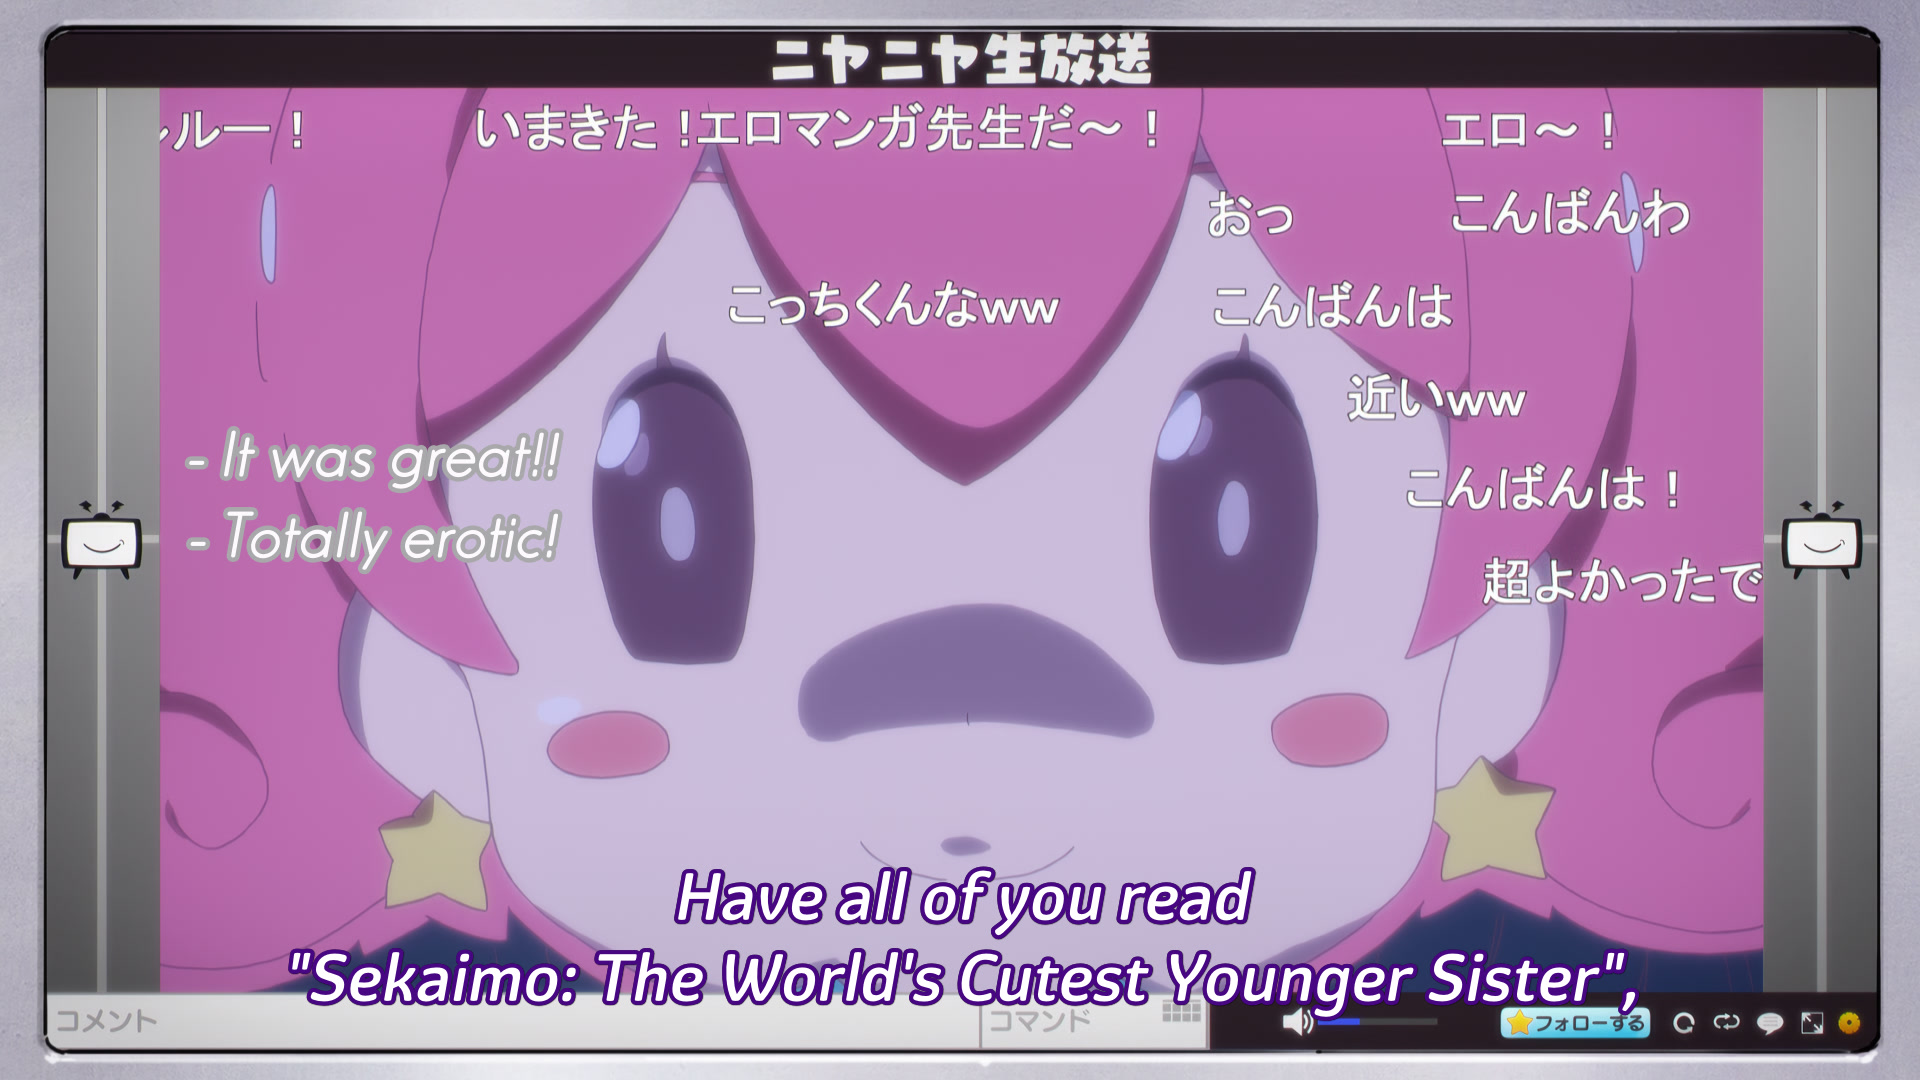 ニヤニヤ生放送
ルー！
いまきた！エロマンガ先生だ～！
エロ～！
おっ
こんばんわ
こっちくんなww
こんばんは
近いww
- It was great!!
こんばんは！
- Totally erotic!
超よかったで
Have all of you read
"Sekaimo: The World's Cutest Younger Sister",
コメント
コマンド
フォローする